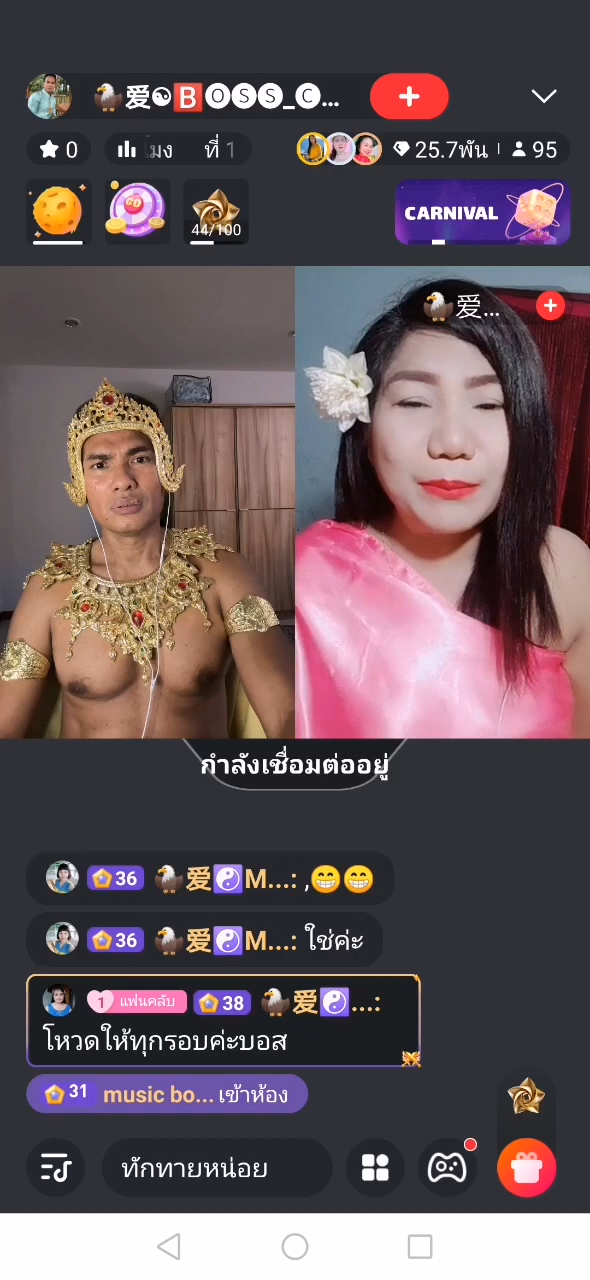 🦅爱☯🅱🅞🅢🅢_🅒...
0
โมง ที่ 1
25.7พัน 95
60
44/100
CARNIVAL
🦅爱...
กำลังเชื่อมต่ออยู่
36 🦅爱☯M...: ,😁😁
36 🦅爱☯M...: ใช่ค่ะ
1 แฟนคลับ 38 🦅爱☯...:
โหวดให้ทุกรอบค่ะบอส
31 music bo... เข้าห้อง
ทักทายหน่อย